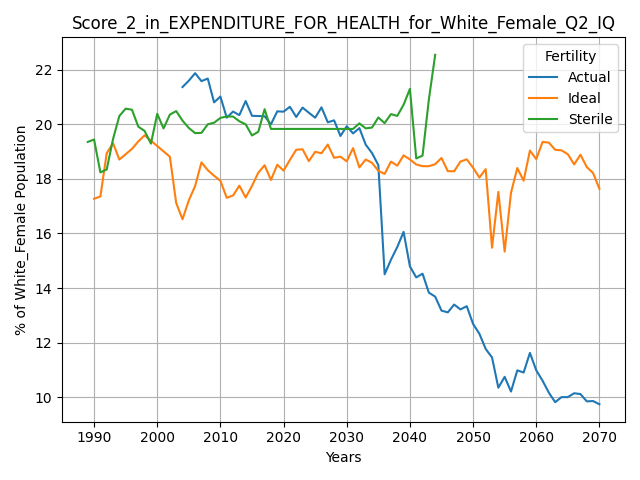 Score_2_in_EXPENDITURE_FOR_HEALTH_for_White_Female_Q2_IQ
Fertility
Actual
Ideal
Sterile
% of White_Female Population
22
20
18
16
14
12
10
1990 2000 2010 2020 2030 2040 2050 2060 2070
Years